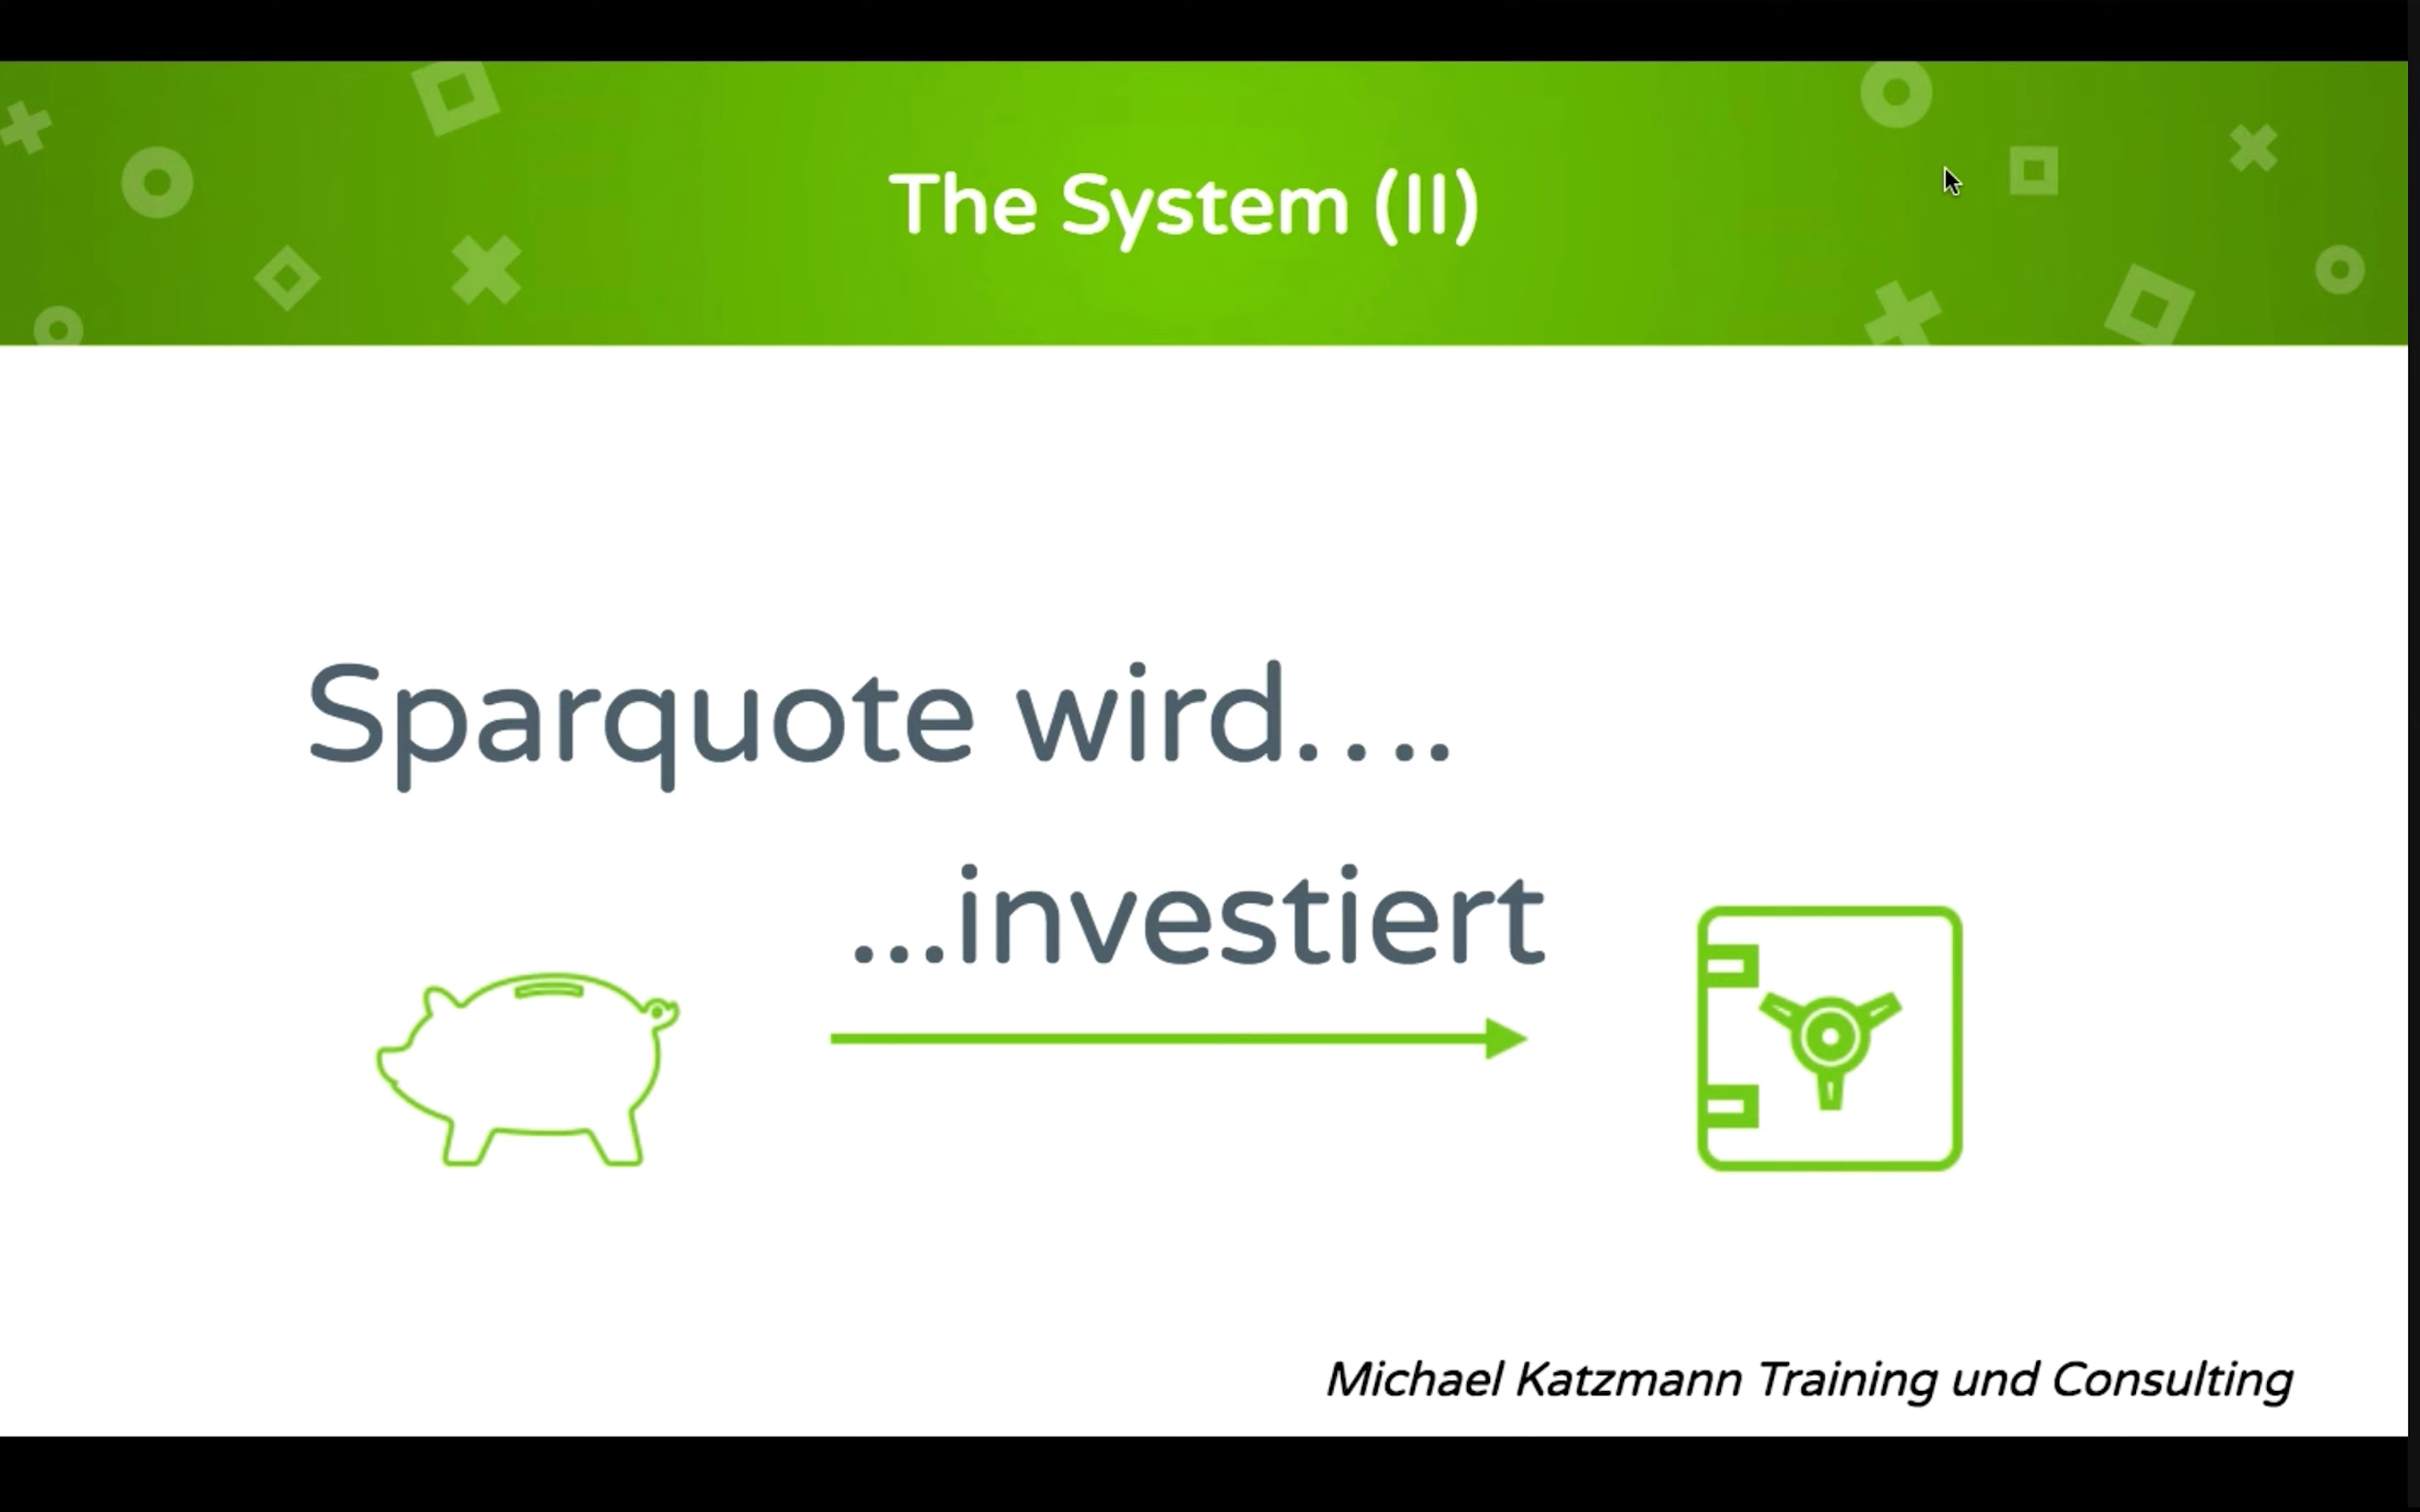 The System (II)
Sparquote wird....
...investiert
Michael Katzmann Training und Consulting